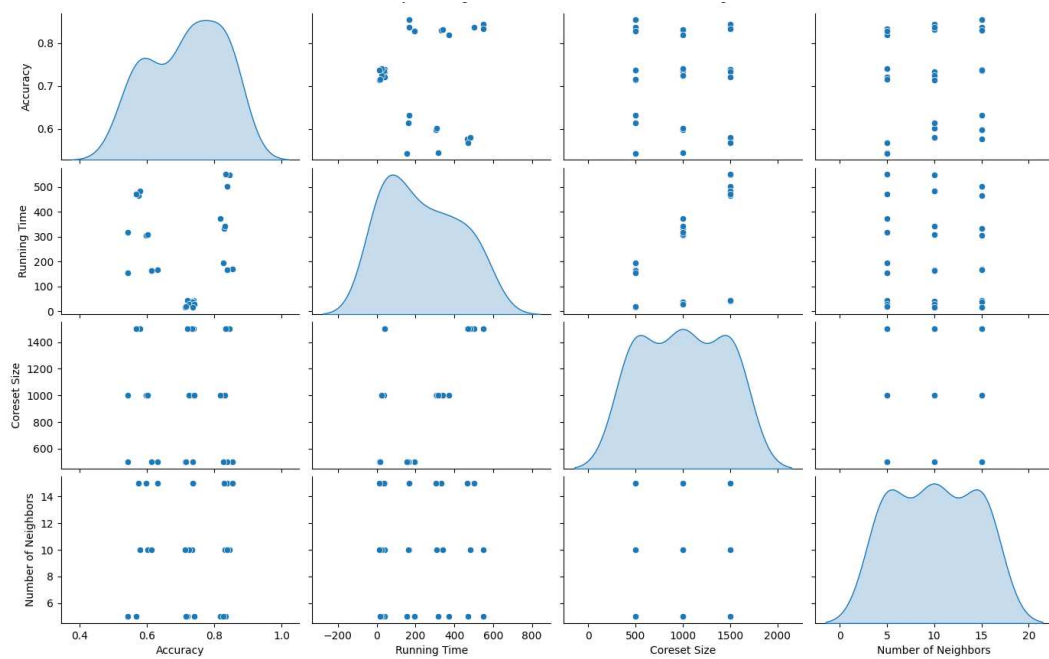 Accuracy
0.8
0.7
0.6
Running Time
500
400
300
200
100
0
Coreset Size
1400
1200
1000
800
600
Number of Neighbors
14
12
10
8
6
0.4 0.6 0.8 1.0
Accuracy
−200 0 200 400 600 800
Running Time
0 500 1000 1500 2000
Coreset Size
0 5 10 15 20
Number of Neighbors